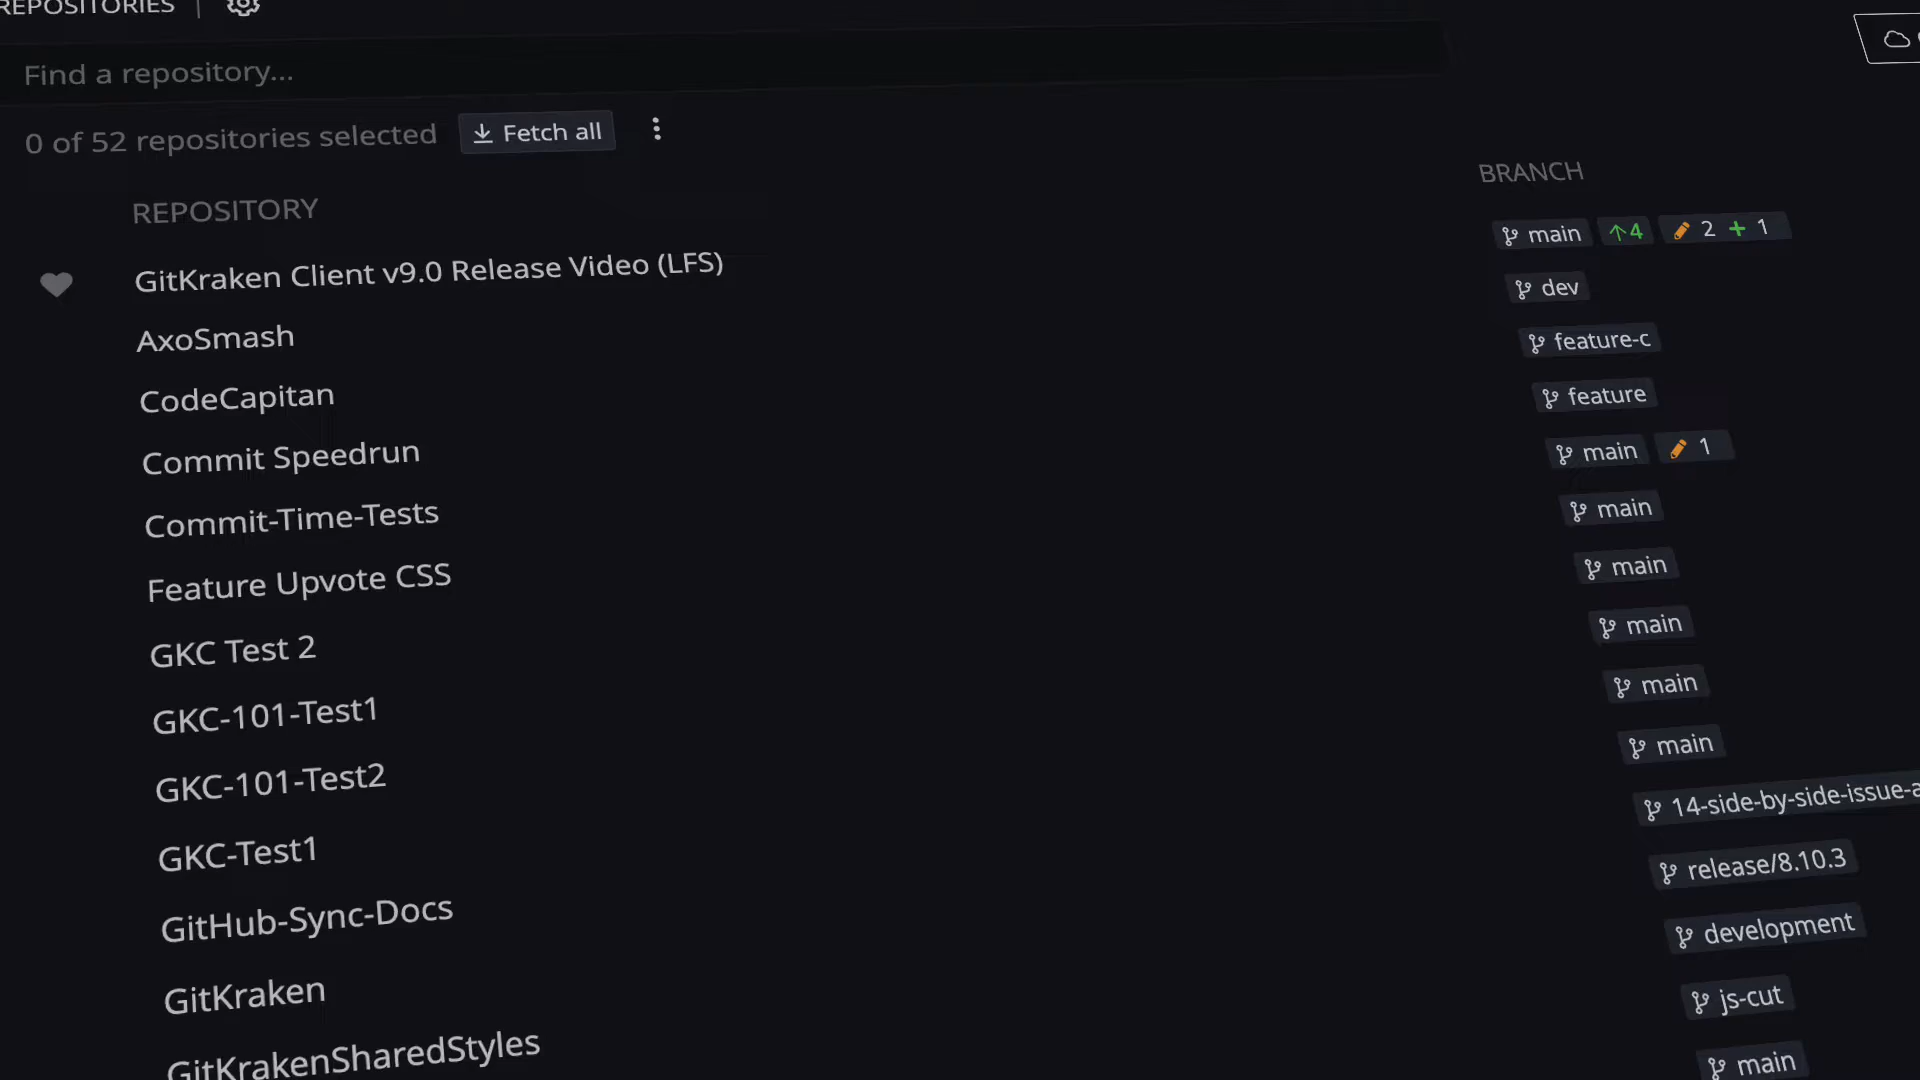 REPOSITORIES
Find a repository...
0 of 52 repositories selected Fetch all
REPOSITORY BRANCH
GitKraken Client v9.0 Release Video (LFS) main ↑4 2 + 1
AxoSmash dev
CodeCapitan feature-c
Commit Speedrun feature
Commit-Time-Tests main 1
Feature Upvote CSS main
GKC Test 2 main
GKC-101-Test1 main
GKC-101-Test2 main
GKC-Test1 main
GitHub-Sync-Docs 14-side-by-side-issue-a
GitKraken release/8.10.3
GitKrakenSharedStyles development
js-cut
main